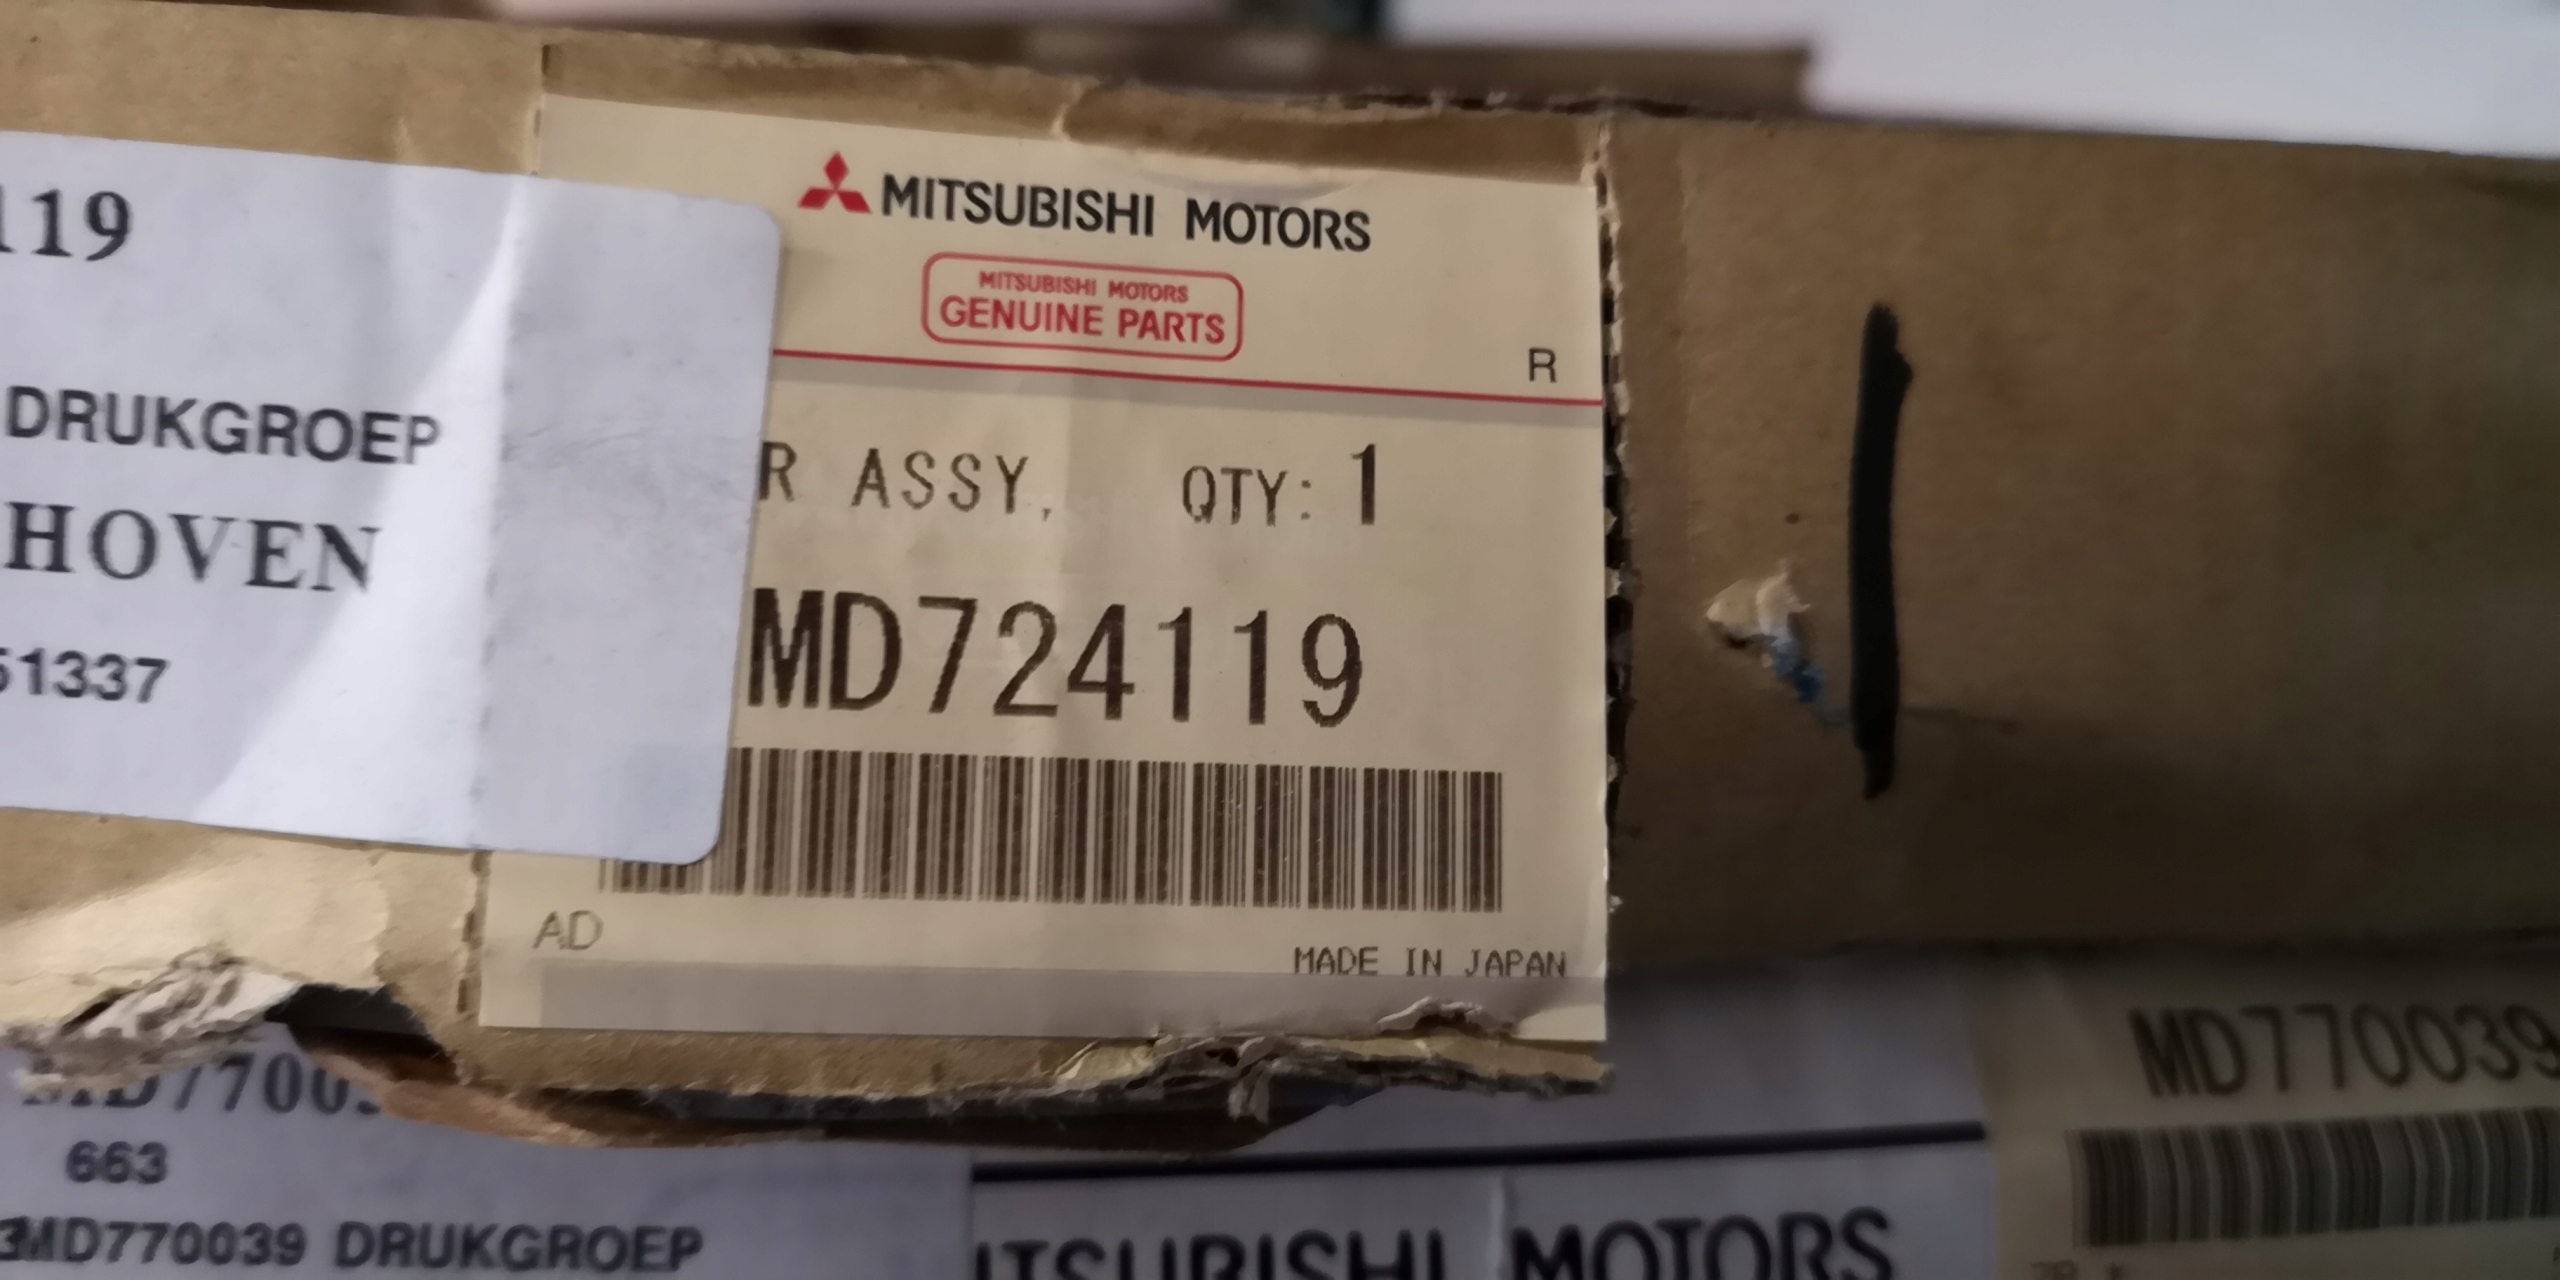 119
DRUKGROEP
HOVEN
51337
MITSUBISHI MOTORS
MITSUBISHI MOTORS
GENUINE PARTS
R
R ASSY, QTY: 1
MD724119
AD
MADE IN JAPAN
663
MD770039 DRUKGROEP
MITSUBISHI MOTORS
MD770039